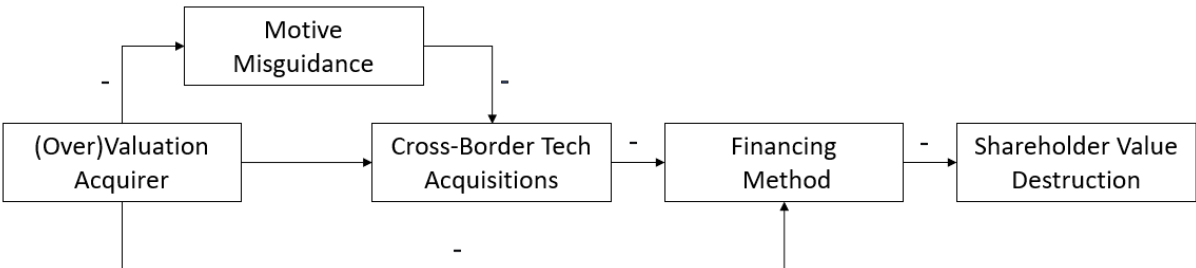 Motive
Misguidance
-
-
(Over)Valuation
Acquirer
Cross-Border Tech
Acquisitions
-
Financing
Method
-
Shareholder Value
Destruction
-